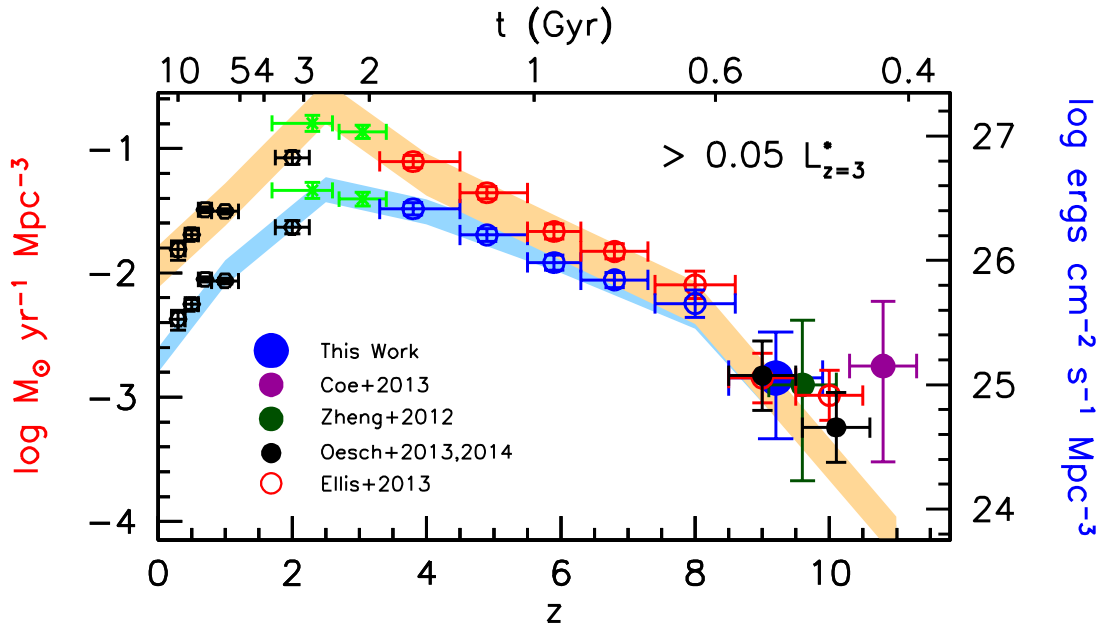 t (Gyr)
10 5 4 3 2 1 0.6 0.4
> 0.05 L*z=3
log M⊙ yr⁻¹ Mpc⁻³
-1
-2
-3
-4
27
26
25
24
log ergs cm⁻² s⁻¹ Mpc⁻³
This Work
Coe+2013
Zheng+2012
Oesch+2013,2014
Ellis+2013
0 2 4 6 8 10
z